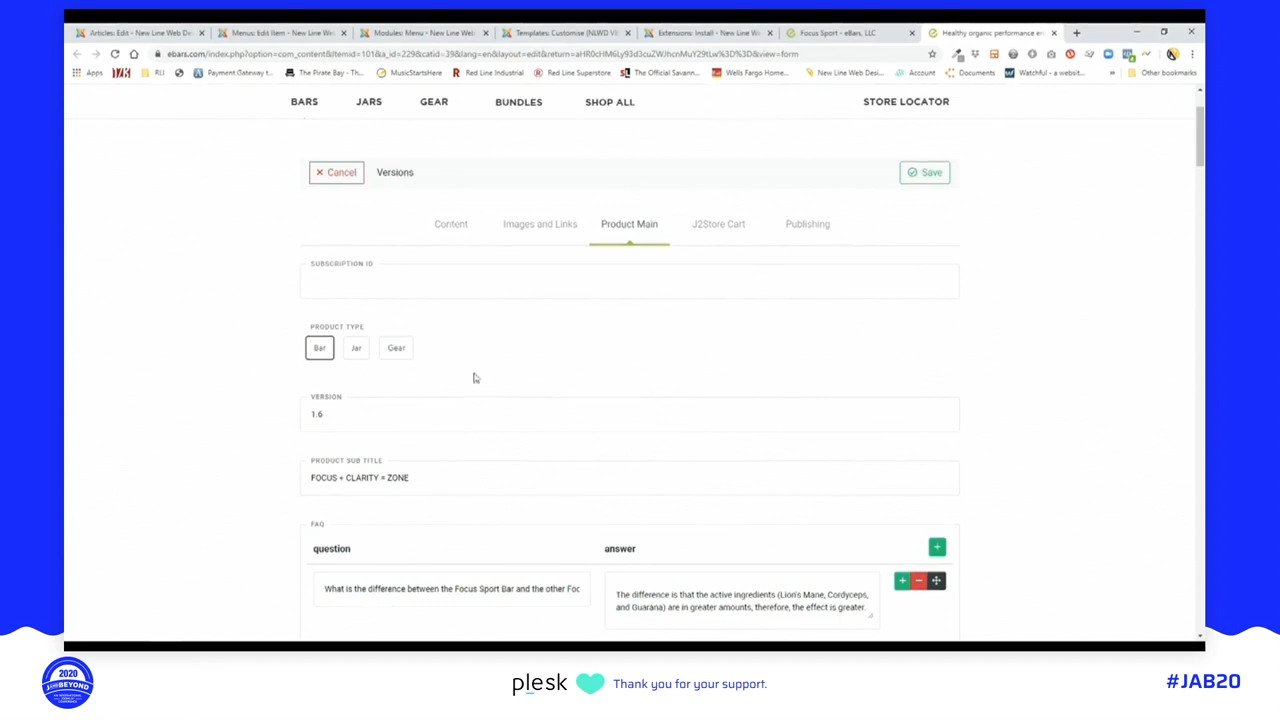 Articles: Edit - New Line Web De
Menus: Edit Item - New Line Web
Modules: Menu - New Line Web
Templates: Customise (NLWD VI
Extensions: Install - New Line W
Focus Sport - eBars, LLC
Healthy organic performance en
ebars.com/index.php?option=com_content&Itemid=101&a_id=229&catid=39&lang=en&layout=edit&return=
Apps
RLI
Payment Gateway t...
The Pirate Bay - Th...
MusicStartsHere
Red Line Industrial
Red Line Superstore
The Official Savann...
Wells Fargo Home...
New Line Web Desi...
Account
Documents
Watchful - a websit...
Other bookmarks
BARS JARS GEAR BUNDLES SHOP ALL STORE LOCATOR
Cancel Versions Save
Content Images and Links Product Main J2Store Cart Publishing
SUBSCRIPTION ID
PRODUCT TYPE
Bar Jar Gear
VERSION
1.6
PRODUCT SUB TITLE
FOCUS + CLARITY = ZONE
FAQ
question answer
What is the difference between the Focus Sport Bar and the other Foc
The difference is that the active ingredients (Lion's Mane, Cordyceps,
and Guarana) are in greater amounts, therefore, the effect is greater.
2020
JANDBEYOND
plesk Thank you for your support.
#JAB20